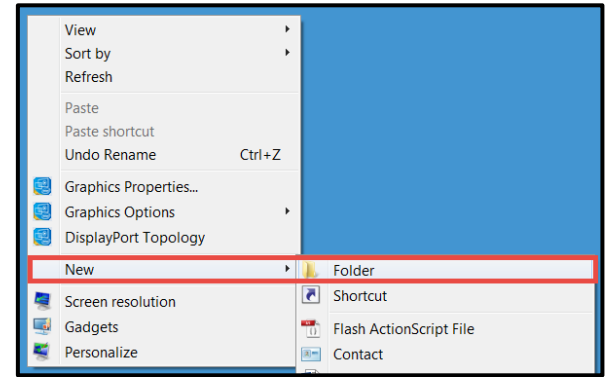 View
Sort by
Refresh
Paste
Paste shortcut
Undo Rename Ctrl+Z
Graphics Properties...
Graphics Options
DisplayPort Topology
New
Screen resolution
Gadgets
Personalize
Folder
Shortcut
Flash ActionScript File
Contact